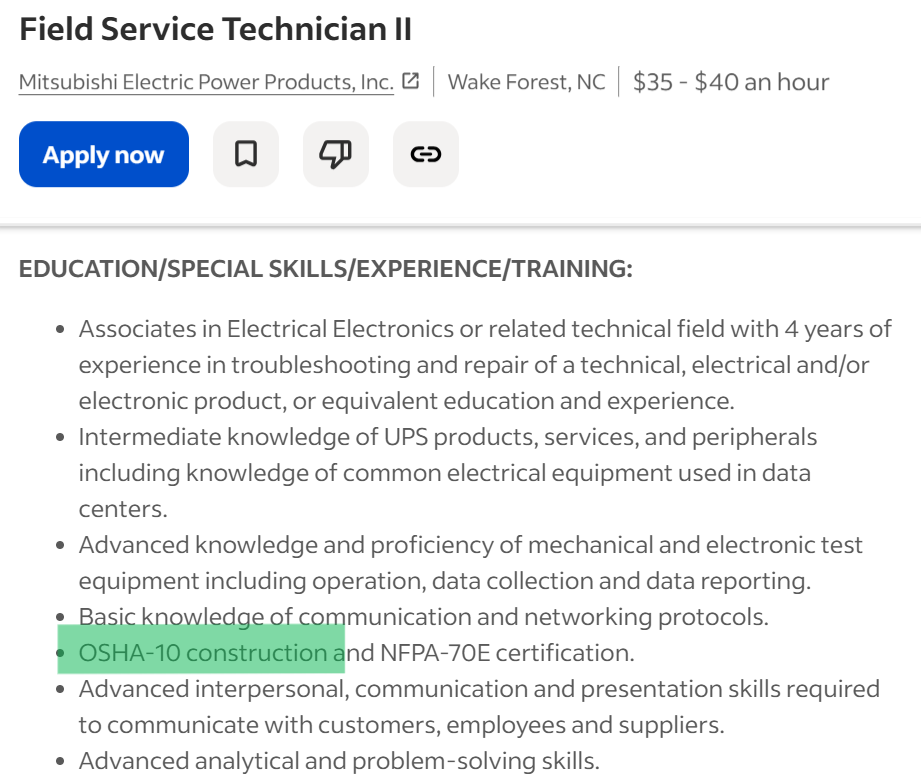 Field Service Technician II
Mitsubishi Electric Power Products, Inc. Wake Forest, NC $35 - $40 an hour
Apply now
EDUCATION/SPECIAL SKILLS/EXPERIENCE/TRAINING:
• Associates in Electrical Electronics or related technical field with 4 years of
experience in troubleshooting and repair of a technical, electrical and/or
electronic product, or equivalent education and experience.
• Intermediate knowledge of UPS products, services, and peripherals
including knowledge of common electrical equipment used in data
centers.
• Advanced knowledge and proficiency of mechanical and electronic test
equipment including operation, data collection and data reporting.
• Basic knowledge of communication and networking protocols.
• OSHA-10 construction and NFPA-70E certification.
• Advanced interpersonal, communication and presentation skills required
to communicate with customers, employees and suppliers.
• Advanced analytical and problem-solving skills.